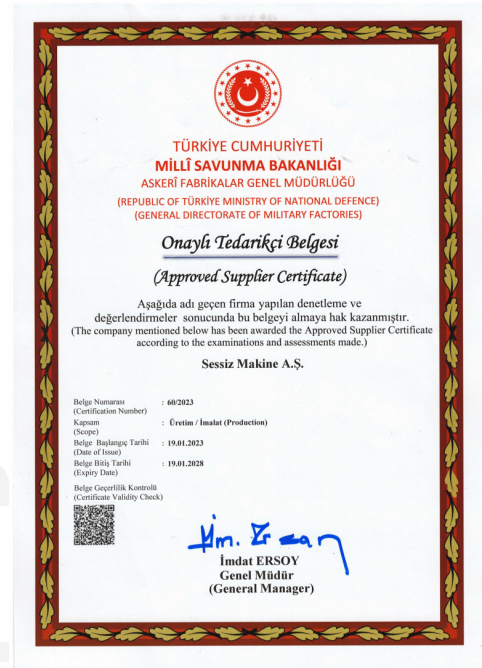 TÜRKİYE CUMHURİYETİ
MİLLÎ SAVUNMA BAKANLIĞI
ASKERÎ FABRİKALAR GENEL MÜDÜRLÜĞÜ
(REPUBLIC OF TÜRKİYE MINISTRY OF NATIONAL DEFENCE)
(GENERAL DIRECTORATE OF MILITARY FACTORIES)
Onaylı Tedarikçi Belgesi
(Approved Supplier Certificate)
Aşağıda adı geçen firma yapılan denetleme ve
değerlendirmeler sonucunda bu belgeyi almaya hak kazanmıştır.
(The company mentioned below has been awarded the Approved Supplier Certificate
according to the examinations and assessments made.)
Sessiz Makine A.Ş.
Belge Numarası : 60/2023
(Certification Number)
Kapsam : Üretim / İmalat (Production)
(Scope)
Belge Başlangıç Tarihi : 19.01.2023
(Date of Issue)
Belge Bitiş Tarihi : 19.01.2028
(Expiry Date)
Belge Geçerlilik Kontrolü
(Certificate Validity Check)
İmdat ERSOY
Genel Müdür
(General Manager)